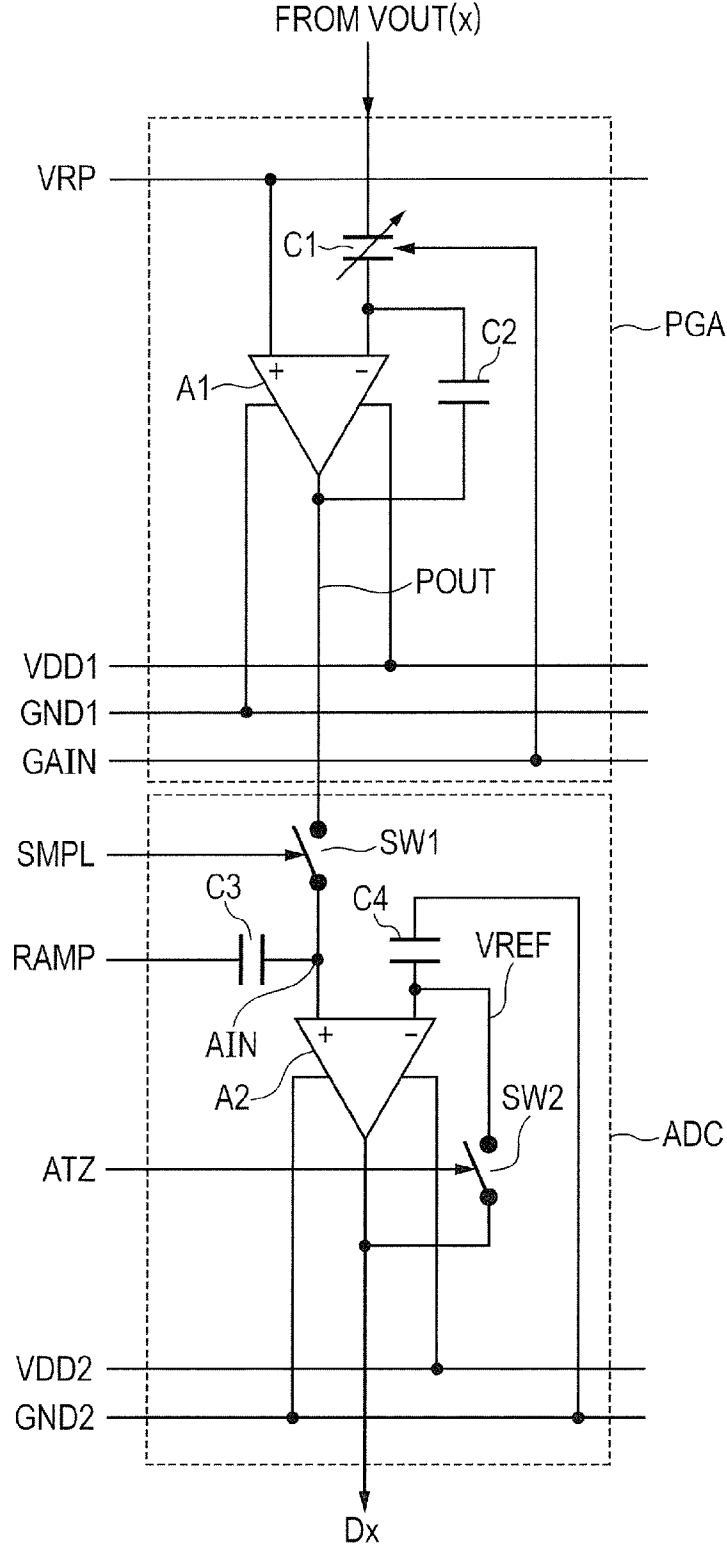 FROM VOUT(x)
VRP
C1
PGA
C2
+
−
A1
POUT
VDD1
GND1
GAIN
SMPL
SW1
C3
C4
RAMP
VREF
AIN
+
−
A2
SW2
ADC
ATZ
VDD2
GND2
Dx